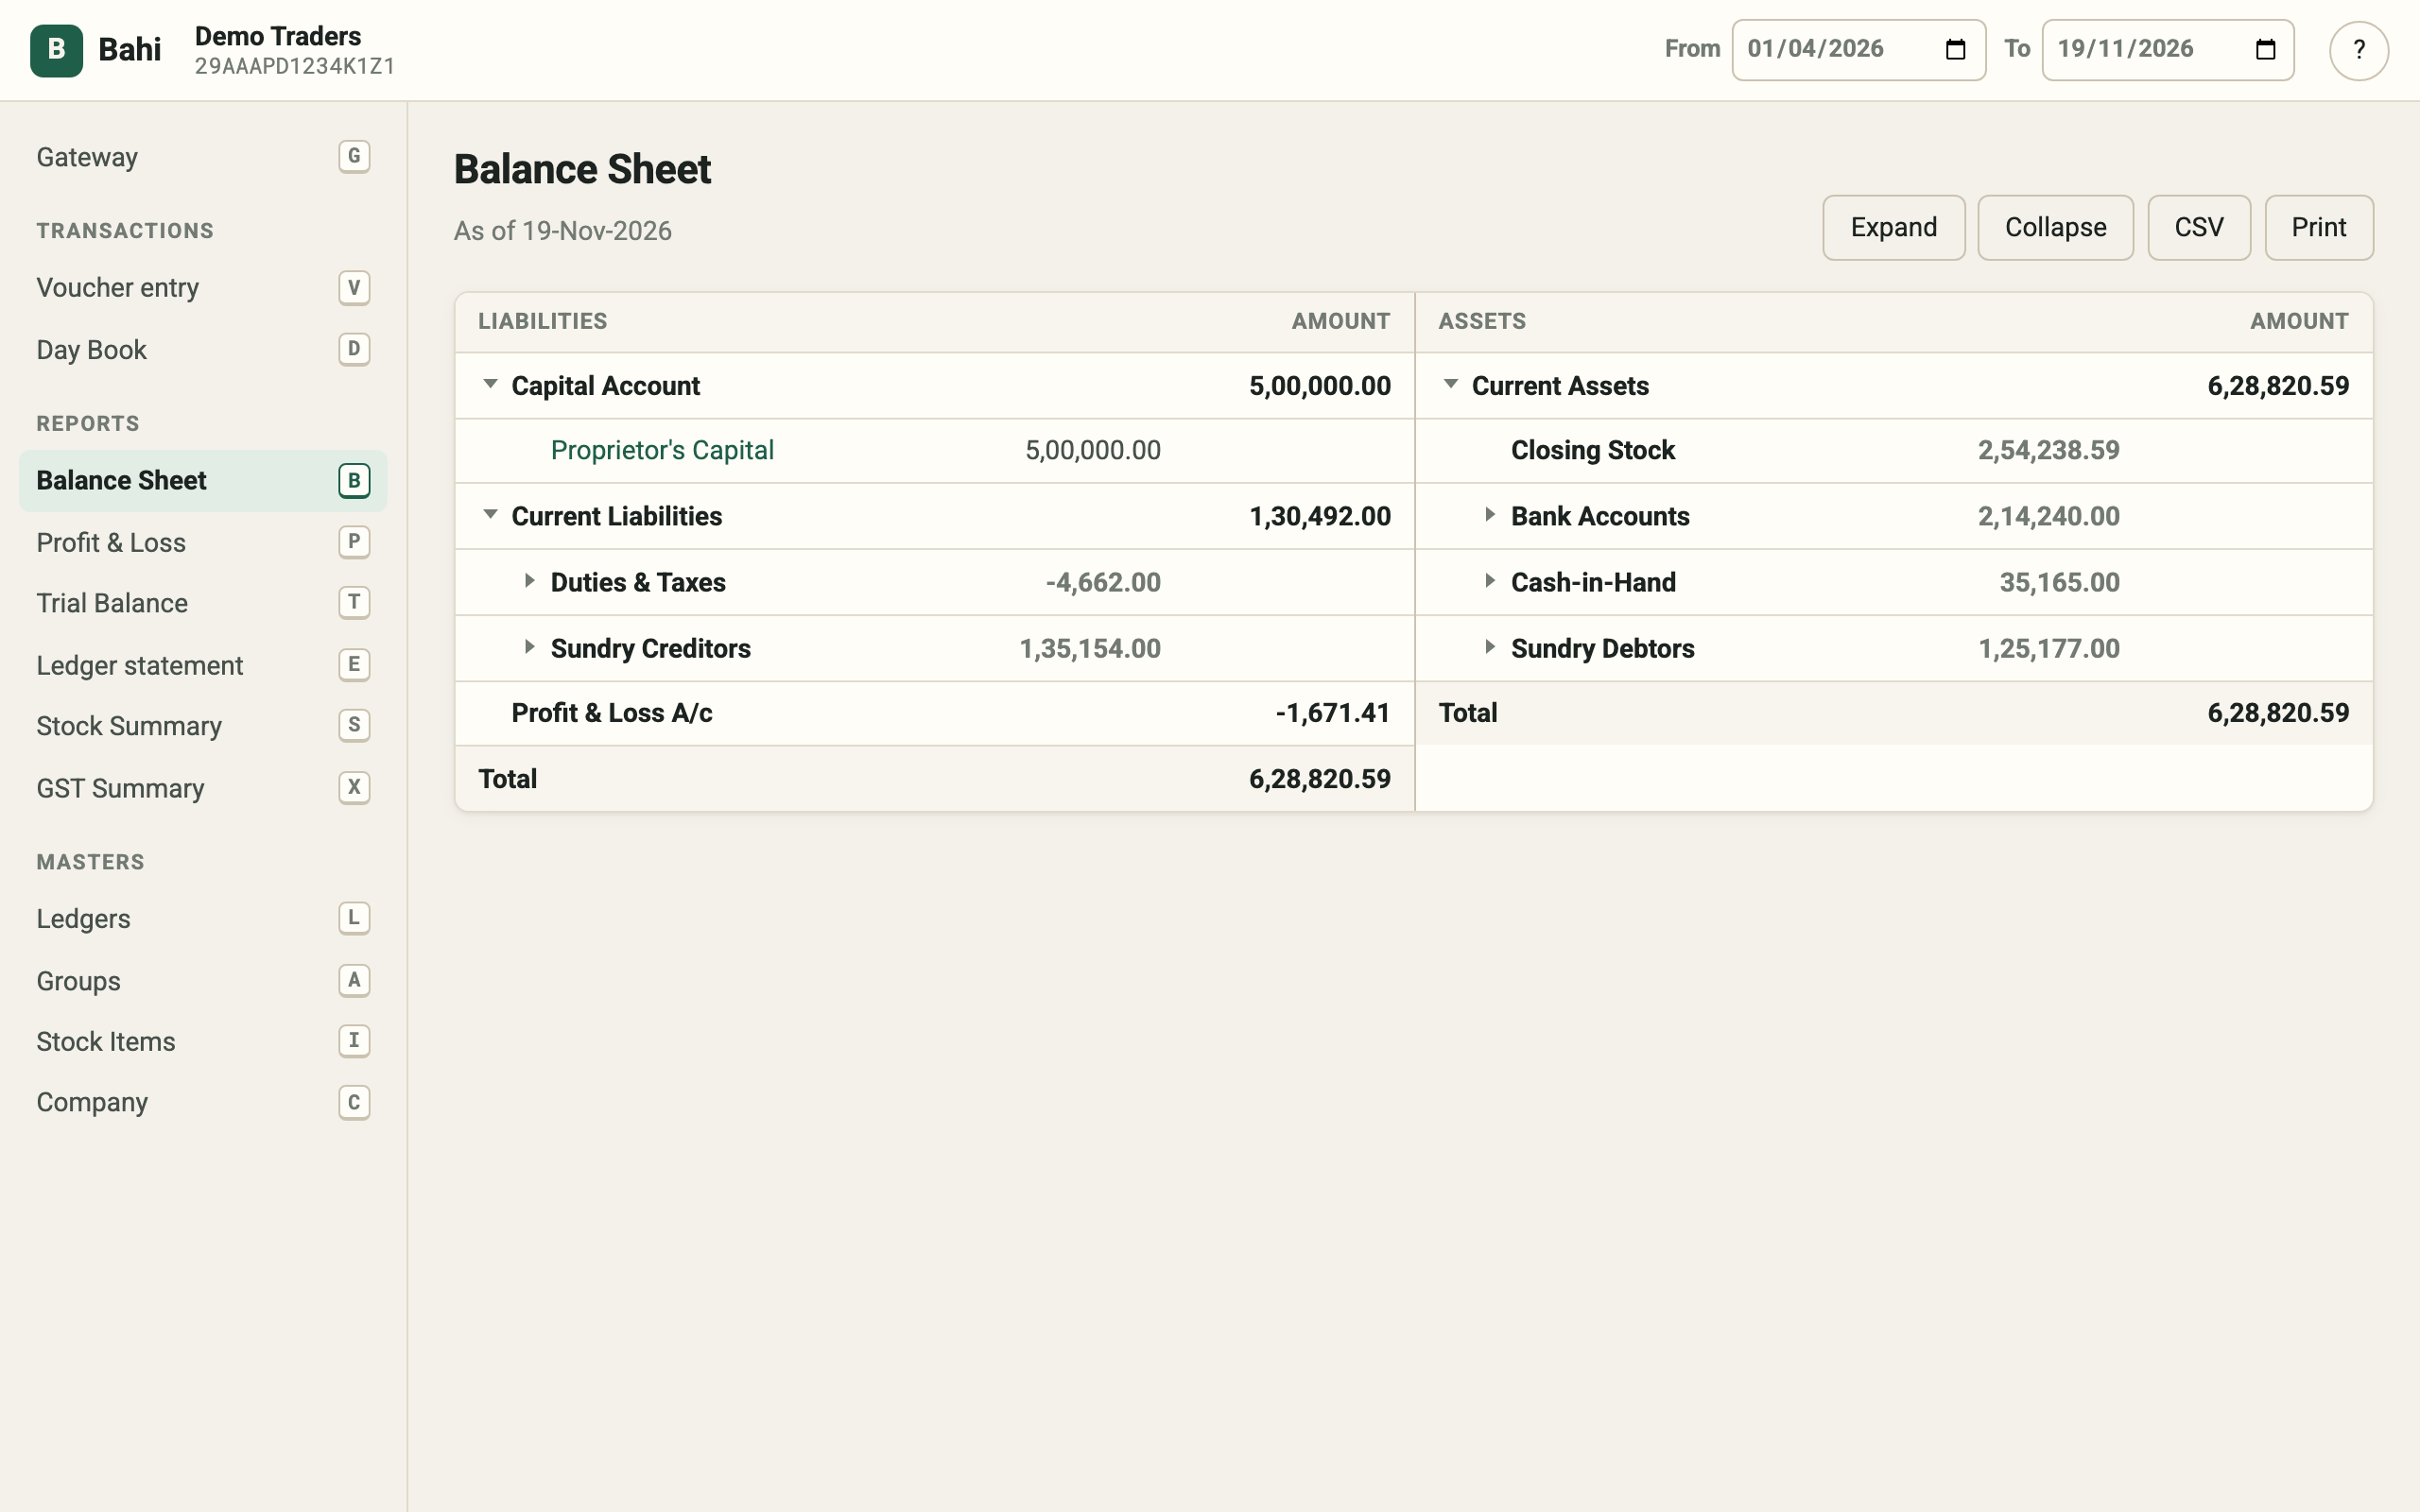 B Bahi
Demo Traders
29AAAPD1234K1Z1
From 01/04/2026 To 19/11/2026 ?
Gateway G
TRANSACTIONS
Voucher entry V
Day Book D
REPORTS
Balance Sheet B
Profit & Loss P
Trial Balance T
Ledger statement E
Stock Summary S
GST Summary X
MASTERS
Ledgers L
Groups A
Stock Items I
Company C
Balance Sheet
As of 19-Nov-2026
Expand Collapse CSV Print
LIABILITIES AMOUNT
Capital Account 5,00,000.00
Proprietor's Capital 5,00,000.00
Current Liabilities 1,30,492.00
Duties & Taxes -4,662.00
Sundry Creditors 1,35,154.00
Profit & Loss A/c -1,671.41
Total 6,28,820.59
ASSETS AMOUNT
Current Assets 6,28,820.59
Closing Stock 2,54,238.59
Bank Accounts 2,14,240.00
Cash-in-Hand 35,165.00
Sundry Debtors 1,25,177.00
Total 6,28,820.59